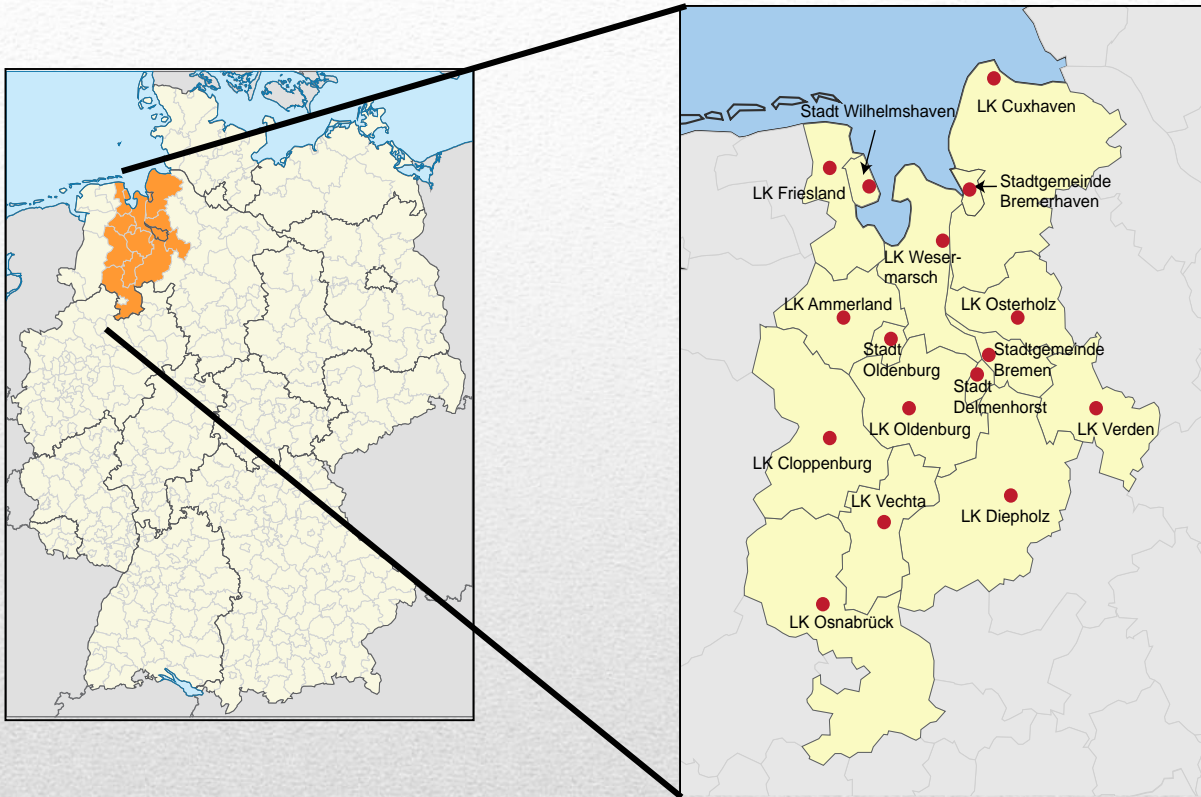 LK Cuxhaven
Stadt Wilhelmshaven
LK Friesland
Stadtgemeinde
Bremerhaven
LK Weser-
marsch
LK Ammerland
LK Osterholz
Stadt
Oldenburg
Stadtgemeinde
Bremen
Stadt
Delmenhorst
LK Oldenburg
LK Verden
LK Cloppenburg
LK Vechta
LK Diepholz
LK Osnabrück